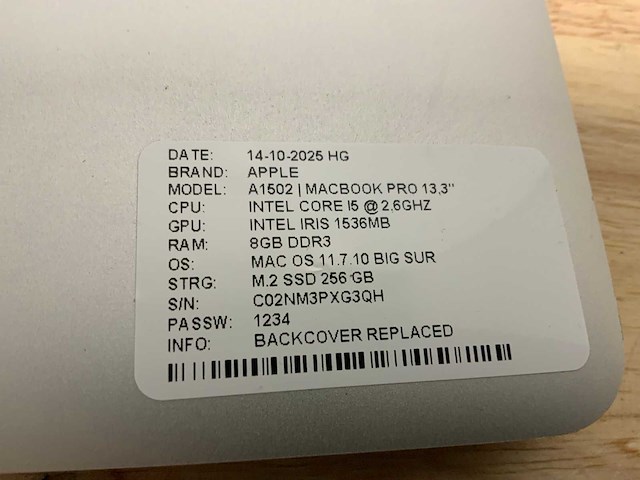 DATE: 14-10-2025 HG
BRAND: APPLE
MODEL: A1502 | MACBOOK PRO 13,3"
CPU: INTEL CORE I5 @ 2,6GHZ
GPU: INTEL IRIS 1536MB
RAM: 8GB DDR3
OS: MAC OS 11.7.10 BIG SUR
STRG: M.2 SSD 256 GB
S/N: C02NM3PXG3QH
PASSW: 1234
INFO: BACKCOVER REPLACED